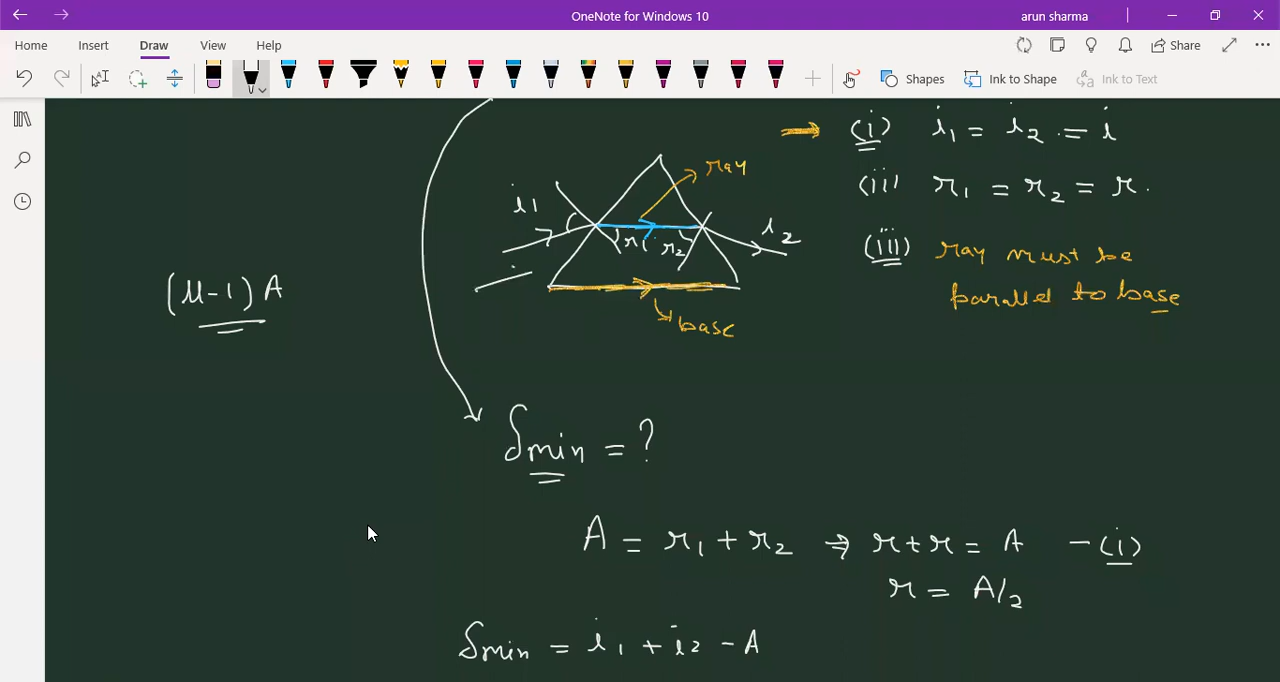 OneNote for Windows 10
arun sharma
Home Insert Draw View Help
Share
Shapes Ink to Shape Ink to Text
(i) i1 = i2 = i
(ii) r1 = r2 = r.
(iii) ray must be
parallel to base
ray
i1
i2
r1 r2
base
(μ-1) A
δmin = ?
A = r1 + r2 ⇒ r + r = A - (i)
r = A/2
δmin = i1 + i2 - A